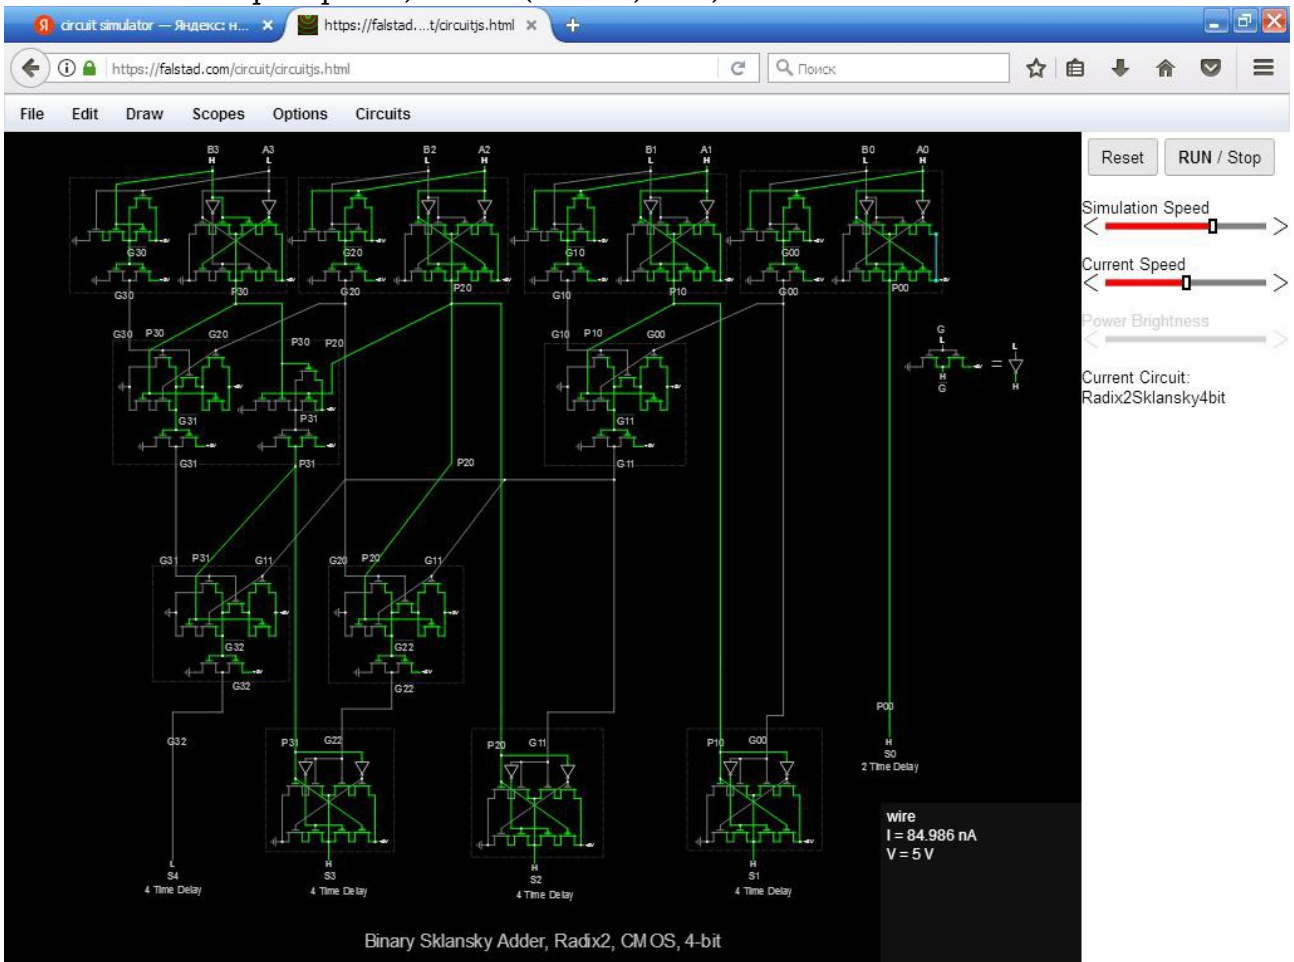 circuit simulator — Яндекс: н...
https://falstad....t/circuitjs.html
https://falstad.com/circuit/circuitjs.html
Поиск
File Edit Draw Scopes Options Circuits
Reset RUN / Stop
Simulation Speed
Current Speed
Power Brightness
Current Circuit:
Radix2Sklansky4bit
B3 A3 B2 A2 B1 A1 B0 A0
H L L H L H L H
G30 G20 G10 G00
G30 P30 G20 P20 G10 P10 G00 P00
G30 P30 G20 P30 P20 G10 P10 G00
G L
H
G
=
L
H
G31 P31 G11
G31 P31 P20 G11
G31 P31 G11 G20 P20 G11
G32 G22
G32 G22
P00
G32 P31 G22 P20 G11 P10 G00
H
S0
2 Time Delay
L
S4
4 Time Delay
H
S3
4 Time Delay
H
S2
4 Time Delay
H
S1
4 Time Delay
wire
I = 84.986 nA
V = 5 V
Binary Sklansky Adder, Radix2, CMOS, 4-bit